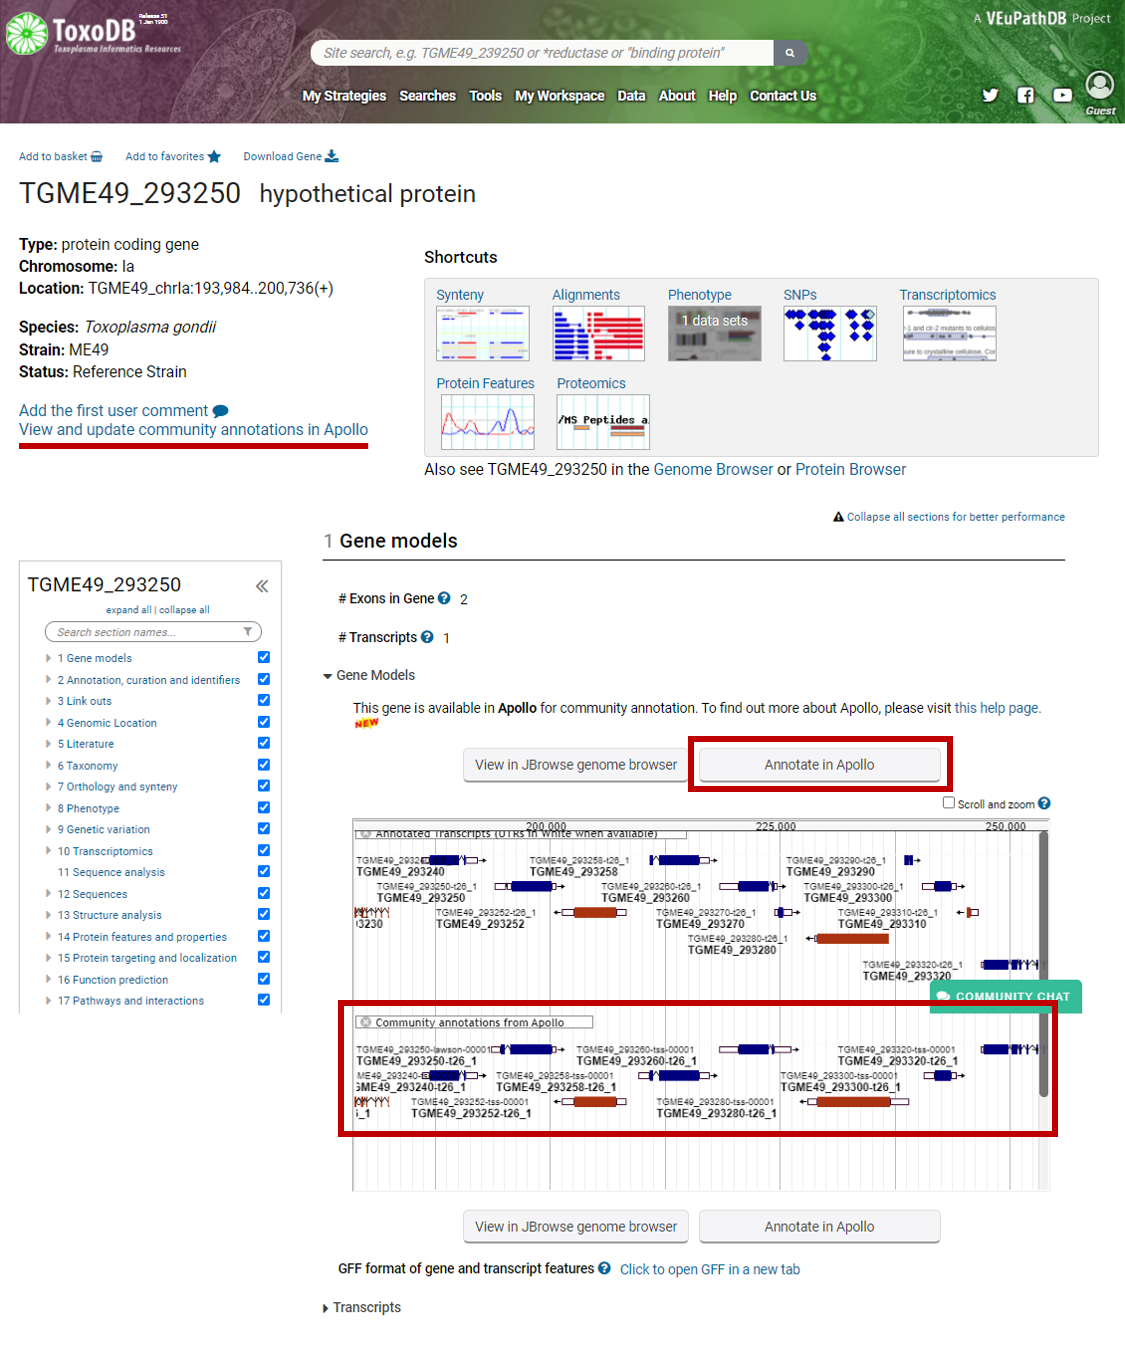 ToxoDB
Release 51
1 Jan 1900
Toxoplasma Informatics Resources
A VEuPathDB Project
Site search, e.g. TGME49_239250 or *reductase or "binding protein"
My Strategies Searches Tools My Workspace Data About Help Contact Us
Guest
Add to basket Add to favorites Download Gene
TGME49_293250 hypothetical protein
Type: protein coding gene
Chromosome: Ia
Location: TGME49_chrIa:193,984..200,736(+)
Species: Toxoplasma gondii
Strain: ME49
Status: Reference Strain
Add the first user comment
View and update community annotations in Apollo
Shortcuts
Synteny Alignments Phenotype SNPs Transcriptomics
1 data sets
-1 and clr-2 mutants to cellulos
ure to crystalline cellulose, Cor
Protein Features Proteomics
/MS Peptides a
Also see TGME49_293250 in the Genome Browser or Protein Browser
Collapse all sections for better performance
1 Gene models
TGME49_293250
expand all | collapse all
Search section names...
1 Gene models
2 Annotation, curation and identifiers
3 Link outs
4 Genomic Location
5 Literature
6 Taxonomy
7 Orthology and synteny
8 Phenotype
9 Genetic variation
10 Transcriptomics
11 Sequence analysis
12 Sequences
13 Structure analysis
14 Protein features and properties
15 Protein targeting and localization
16 Function prediction
17 Pathways and interactions
# Exons in Gene 2
# Transcripts 1
Gene Models
This gene is available in Apollo for community annotation. To find out more about Apollo, please visit this help page.
NEW
View in JBrowse genome browser Annotate in Apollo
Scroll and zoom
200,000 225,000 250,000
Annotated Transcripts (UTRs in White when available)
TGME49_29324 TGME49_293258-t26_1 TGME49_293290-t26_1
TGME49_293240 TGME49_293258 TGME49_293290
TGME49_293250-t26_1 TGME49_293260-t26_1 TGME49_293300-t26_1
TGME49_293250 TGME49_293260 TGME49_293300
TGME49_293252-t26_1 TGME49_293270-t26_1 TGME49_293310-t26_1
3230 TGME49_293252 TGME49_293270 TGME49_293310
TGME49_293280-t26_1
TGME49_293280
TGME49_293320-t26_1
TGME49_293320
COMMUNITY CHAT
Community annotations from Apollo
TGME49_293250-lawson-00001 TGME49_293260-tss-00001 TGME49_293320-tss-00001
TGME49_293250-t26_1 TGME49_293260-t26_1 TGME49_293320-t26_1
TGME49_293240-t TGME49_293258-tss-00001 TGME49_293300-tss-00001
GME49_293240-t26_1 TGME49_293258-t26_1 TGME49_293300-t26_1
TGME49_293252-tss-00001 TGME49_293280-tss-00001
_1 TGME49_293252-t26_1 TGME49_293280-t26_1
View in JBrowse genome browser Annotate in Apollo
GFF format of gene and transcript features Click to open GFF in a new tab
Transcripts